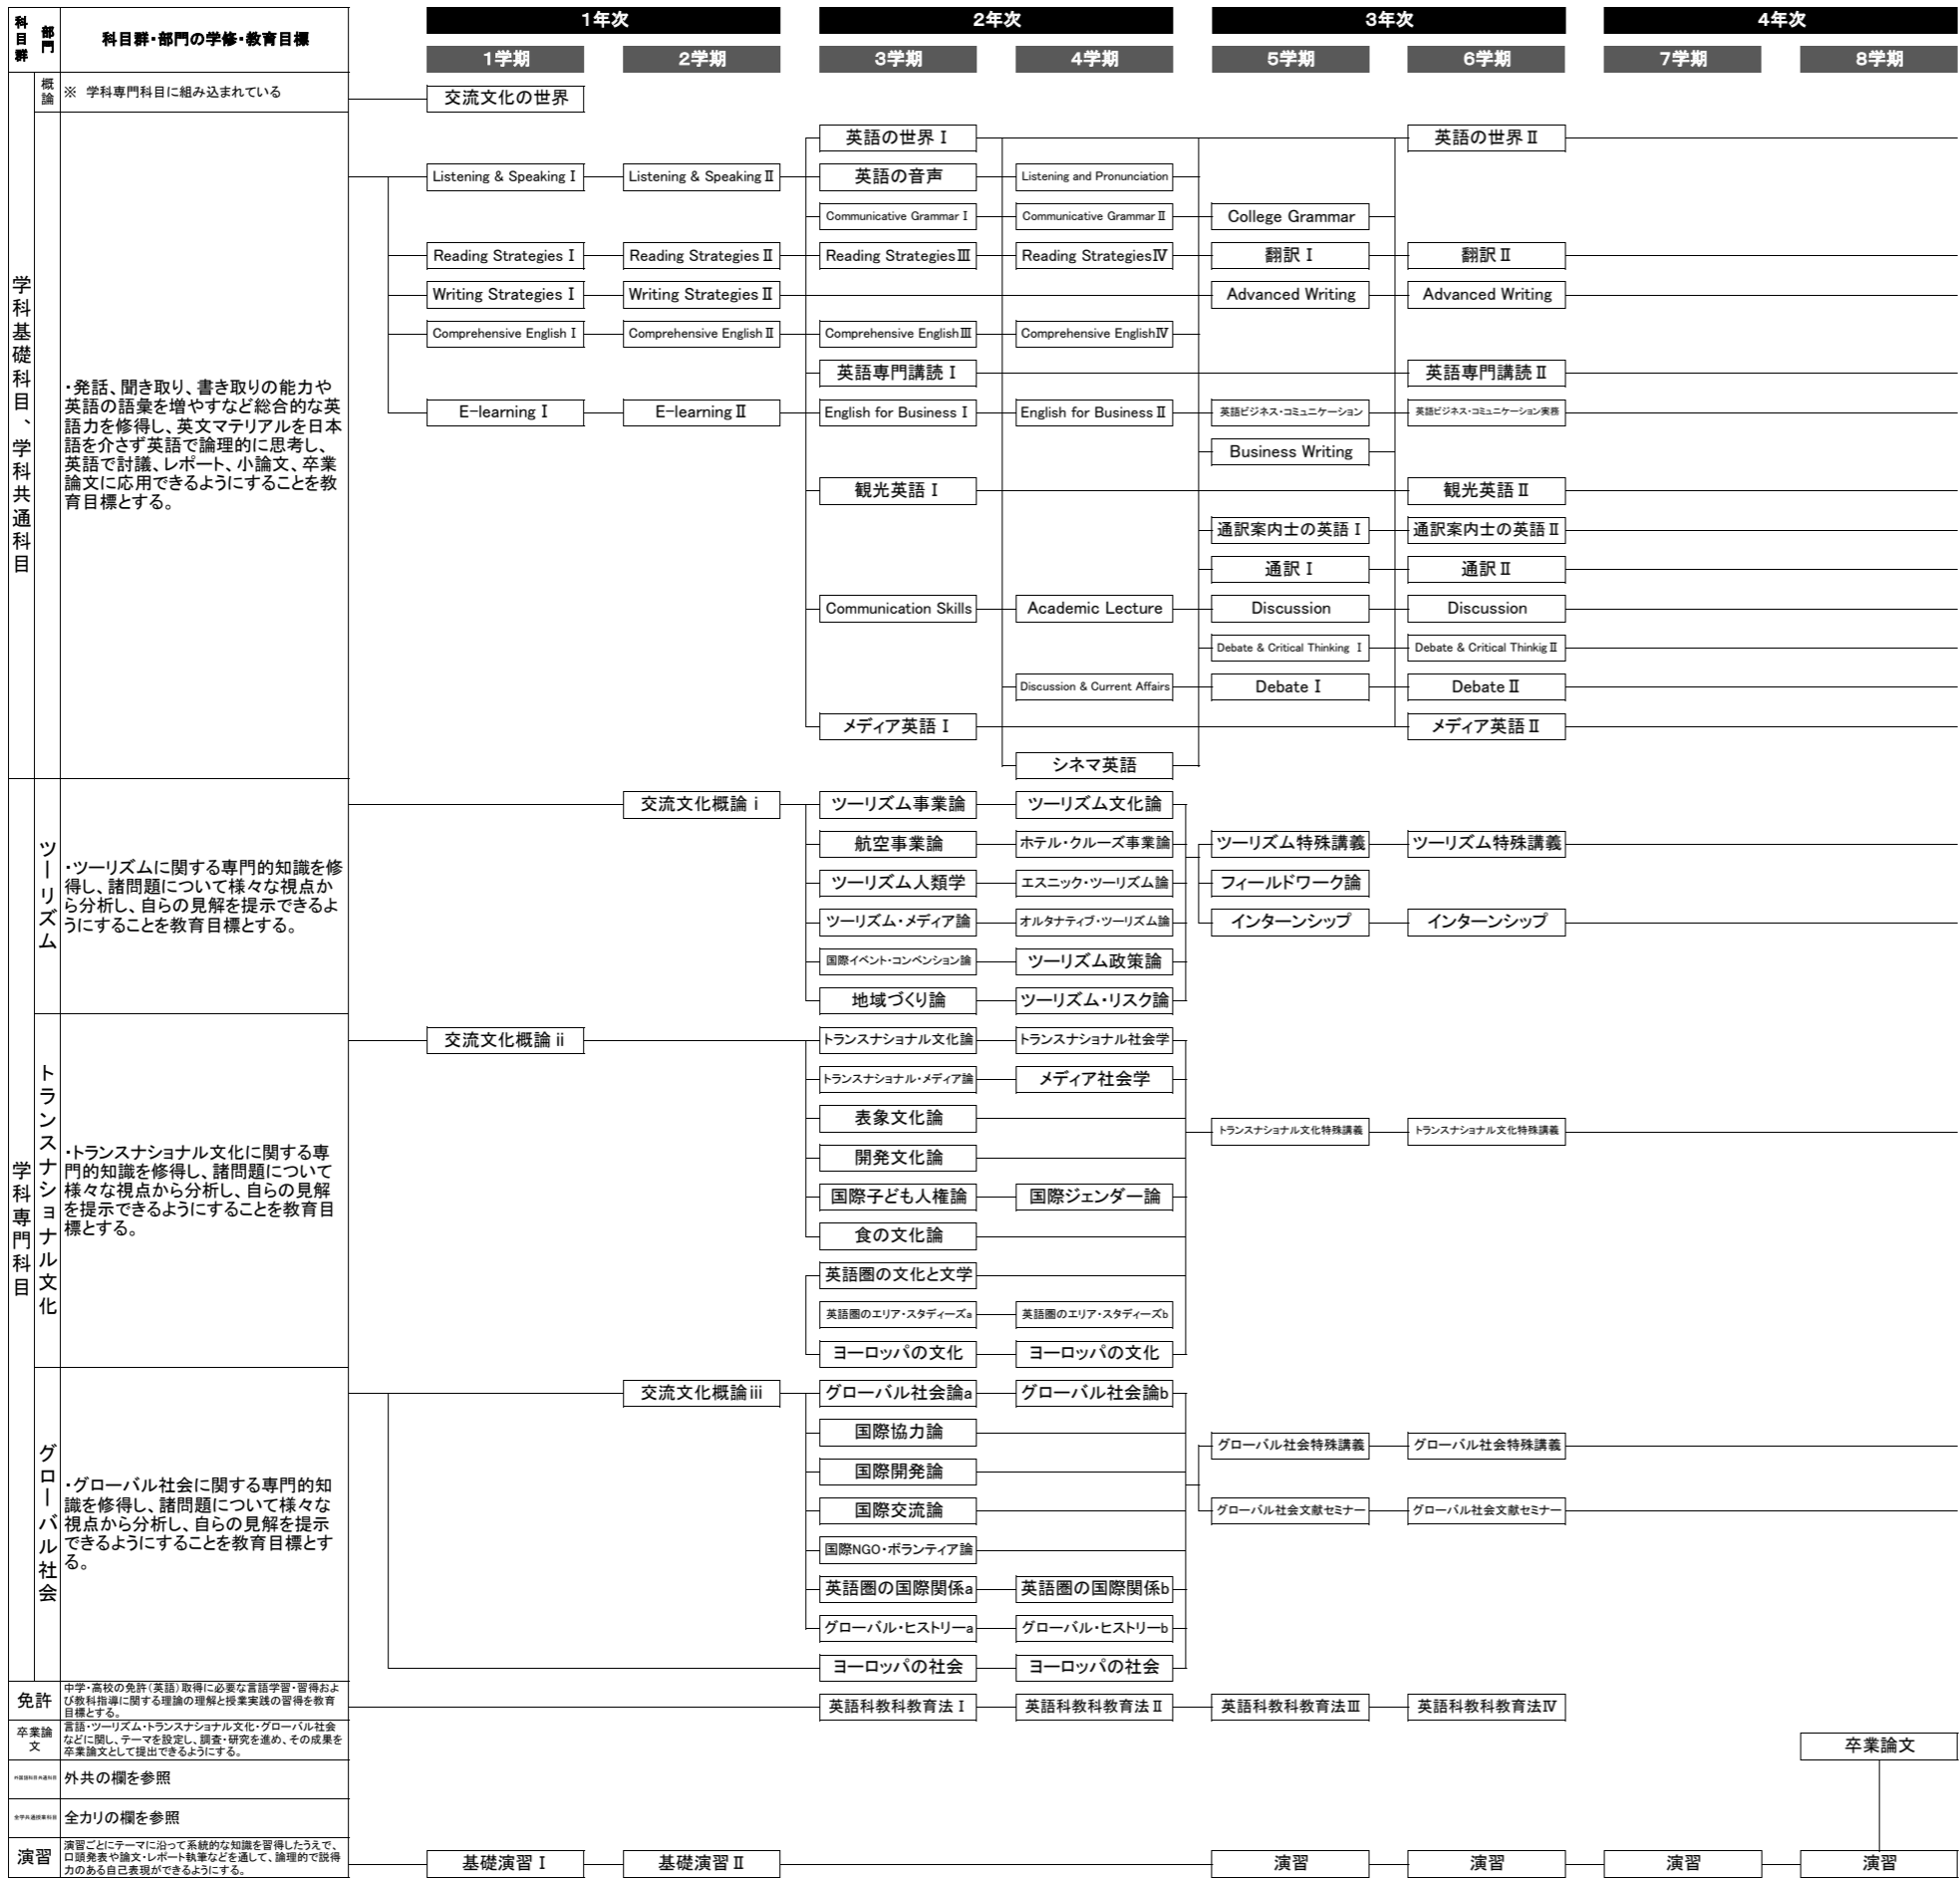 科目群 部門 科目群・部門の学修・教育目標 1年次 2年次 3年次 4年次
1学期 2学期 3学期 4学期 5学期 6学期 7学期 8学期
学科基礎科目、学科共通科目
概論
※ 学科専門科目に組み込まれている
交流文化の世界
・発話、聞き取り、書き取りの能力や
英語の語彙を増やすなど総合的な英
語力を修得し、英文マテリアルを日本
語を介さず英語で論理的に思考し、
英語で討議、レポート、小論文、卒業
論文に応用できるようにすることを教
育目標とする。
英語の世界Ⅰ 英語の世界Ⅱ
Listening & SpeakingⅠ Listening & SpeakingⅡ 英語の音声 Listening and Pronunciation
Communicative GrammarⅠ Communicative GrammarⅡ College Grammar
Reading StrategiesⅠ Reading StrategiesⅡ Reading StrategiesⅢ Reading StrategiesⅣ 翻訳Ⅰ 翻訳Ⅱ
Writing StrategiesⅠ Writing StrategiesⅡ Advanced Writing Advanced Writing
Comprehensive EnglishⅠ Comprehensive EnglishⅡ Comprehensive EnglishⅢ Comprehensive EnglishⅣ
英語専門講読Ⅰ 英語専門講読Ⅱ
E-learningⅠ E-learningⅡ English for BusinessⅠ English for BusinessⅡ 英語ビジネス・コミュニケーション 英語ビジネス・コミュニケーション実務
Business Writing
観光英語Ⅰ 観光英語Ⅱ
通訳案内士の英語Ⅰ 通訳案内士の英語Ⅱ
通訳Ⅰ 通訳Ⅱ
Communication Skills Academic Lecture Discussion Discussion
Debate & Critical Thinking Ⅰ Debate & Critical ThinkigⅡ
Discussion & Current Affairs DebateⅠ DebateⅡ
メディア英語Ⅰ メディア英語Ⅱ
シネマ英語
学科専門科目
ツーリズム
・ツーリズムに関する専門的知識を修
得し、諸問題について様々な視点か
ら分析し、自らの見解を提示できるよ
うにすることを教育目標とする。
交流文化概論ⅰ ツーリズム事業論 ツーリズム文化論
航空事業論 ホテル・クルーズ事業論 ツーリズム特殊講義 ツーリズム特殊講義
ツーリズム人類学 エスニック・ツーリズム論 フィールドワーク論
ツーリズム・メディア論 オルタナティブ・ツーリズム論 インターンシップ インターンシップ
国際イベント・コンベンション論 ツーリズム政策論
地域づくり論 ツーリズム・リスク論
トランスナショナル文化
・トランスナショナル文化に関する専
門的知識を修得し、諸問題について
様々な視点から分析し、自らの見解
を提示できるようにすることを教育目
標とする。
交流文化概論ⅱ トランスナショナル文化論 トランスナショナル社会学
トランスナショナル・メディア論 メディア社会学
表象文化論
トランスナショナル文化特殊講義 トランスナショナル文化特殊講義
開発文化論
国際子ども人権論 国際ジェンダー論
食の文化論
英語圏の文化と文学
英語圏のエリア・スタディーズa 英語圏のエリア・スタディーズb
ヨーロッパの文化 ヨーロッパの文化
グローバル社会
・グローバル社会に関する専門的知
識を修得し、諸問題について様々な
視点から分析し、自らの見解を提示
できるようにすることを教育目標とす
る。
交流文化概論ⅲ グローバル社会論a グローバル社会論b
国際協力論
グローバル社会特殊講義 グローバル社会特殊講義
国際開発論
国際交流論 グローバル社会文献セミナー グローバル社会文献セミナー
国際NGO・ボランティア論
英語圏の国際関係a 英語圏の国際関係b
グローバル・ヒストリーa グローバル・ヒストリーb
ヨーロッパの社会 ヨーロッパの社会
免許
中学・高校の免許(英語)取得に必要な言語学習・習得およ
び教科指導に関する理論の理解と授業実践の習得を教育
目標とする。
英語科教科教育法Ⅰ 英語科教科教育法Ⅱ 英語科教科教育法Ⅲ 英語科教科教育法Ⅳ
卒業論
文
言語・ツーリズム・トランスナショナル文化・グローバル社会
などに関し、テーマを設定し、調査・研究を進め、その成果を
卒業論文として提出できるようにする。
卒業論文
外共の欄を参照
全カリの欄を参照
演習
演習ごとにテーマに沿って系統的な知識を習得したうえで、
口頭発表や論文・レポート執筆などを通して、論理的で説得
力のある自己表現ができるようにする。
基礎演習Ⅰ 基礎演習Ⅱ 演習 演習 演習 演習